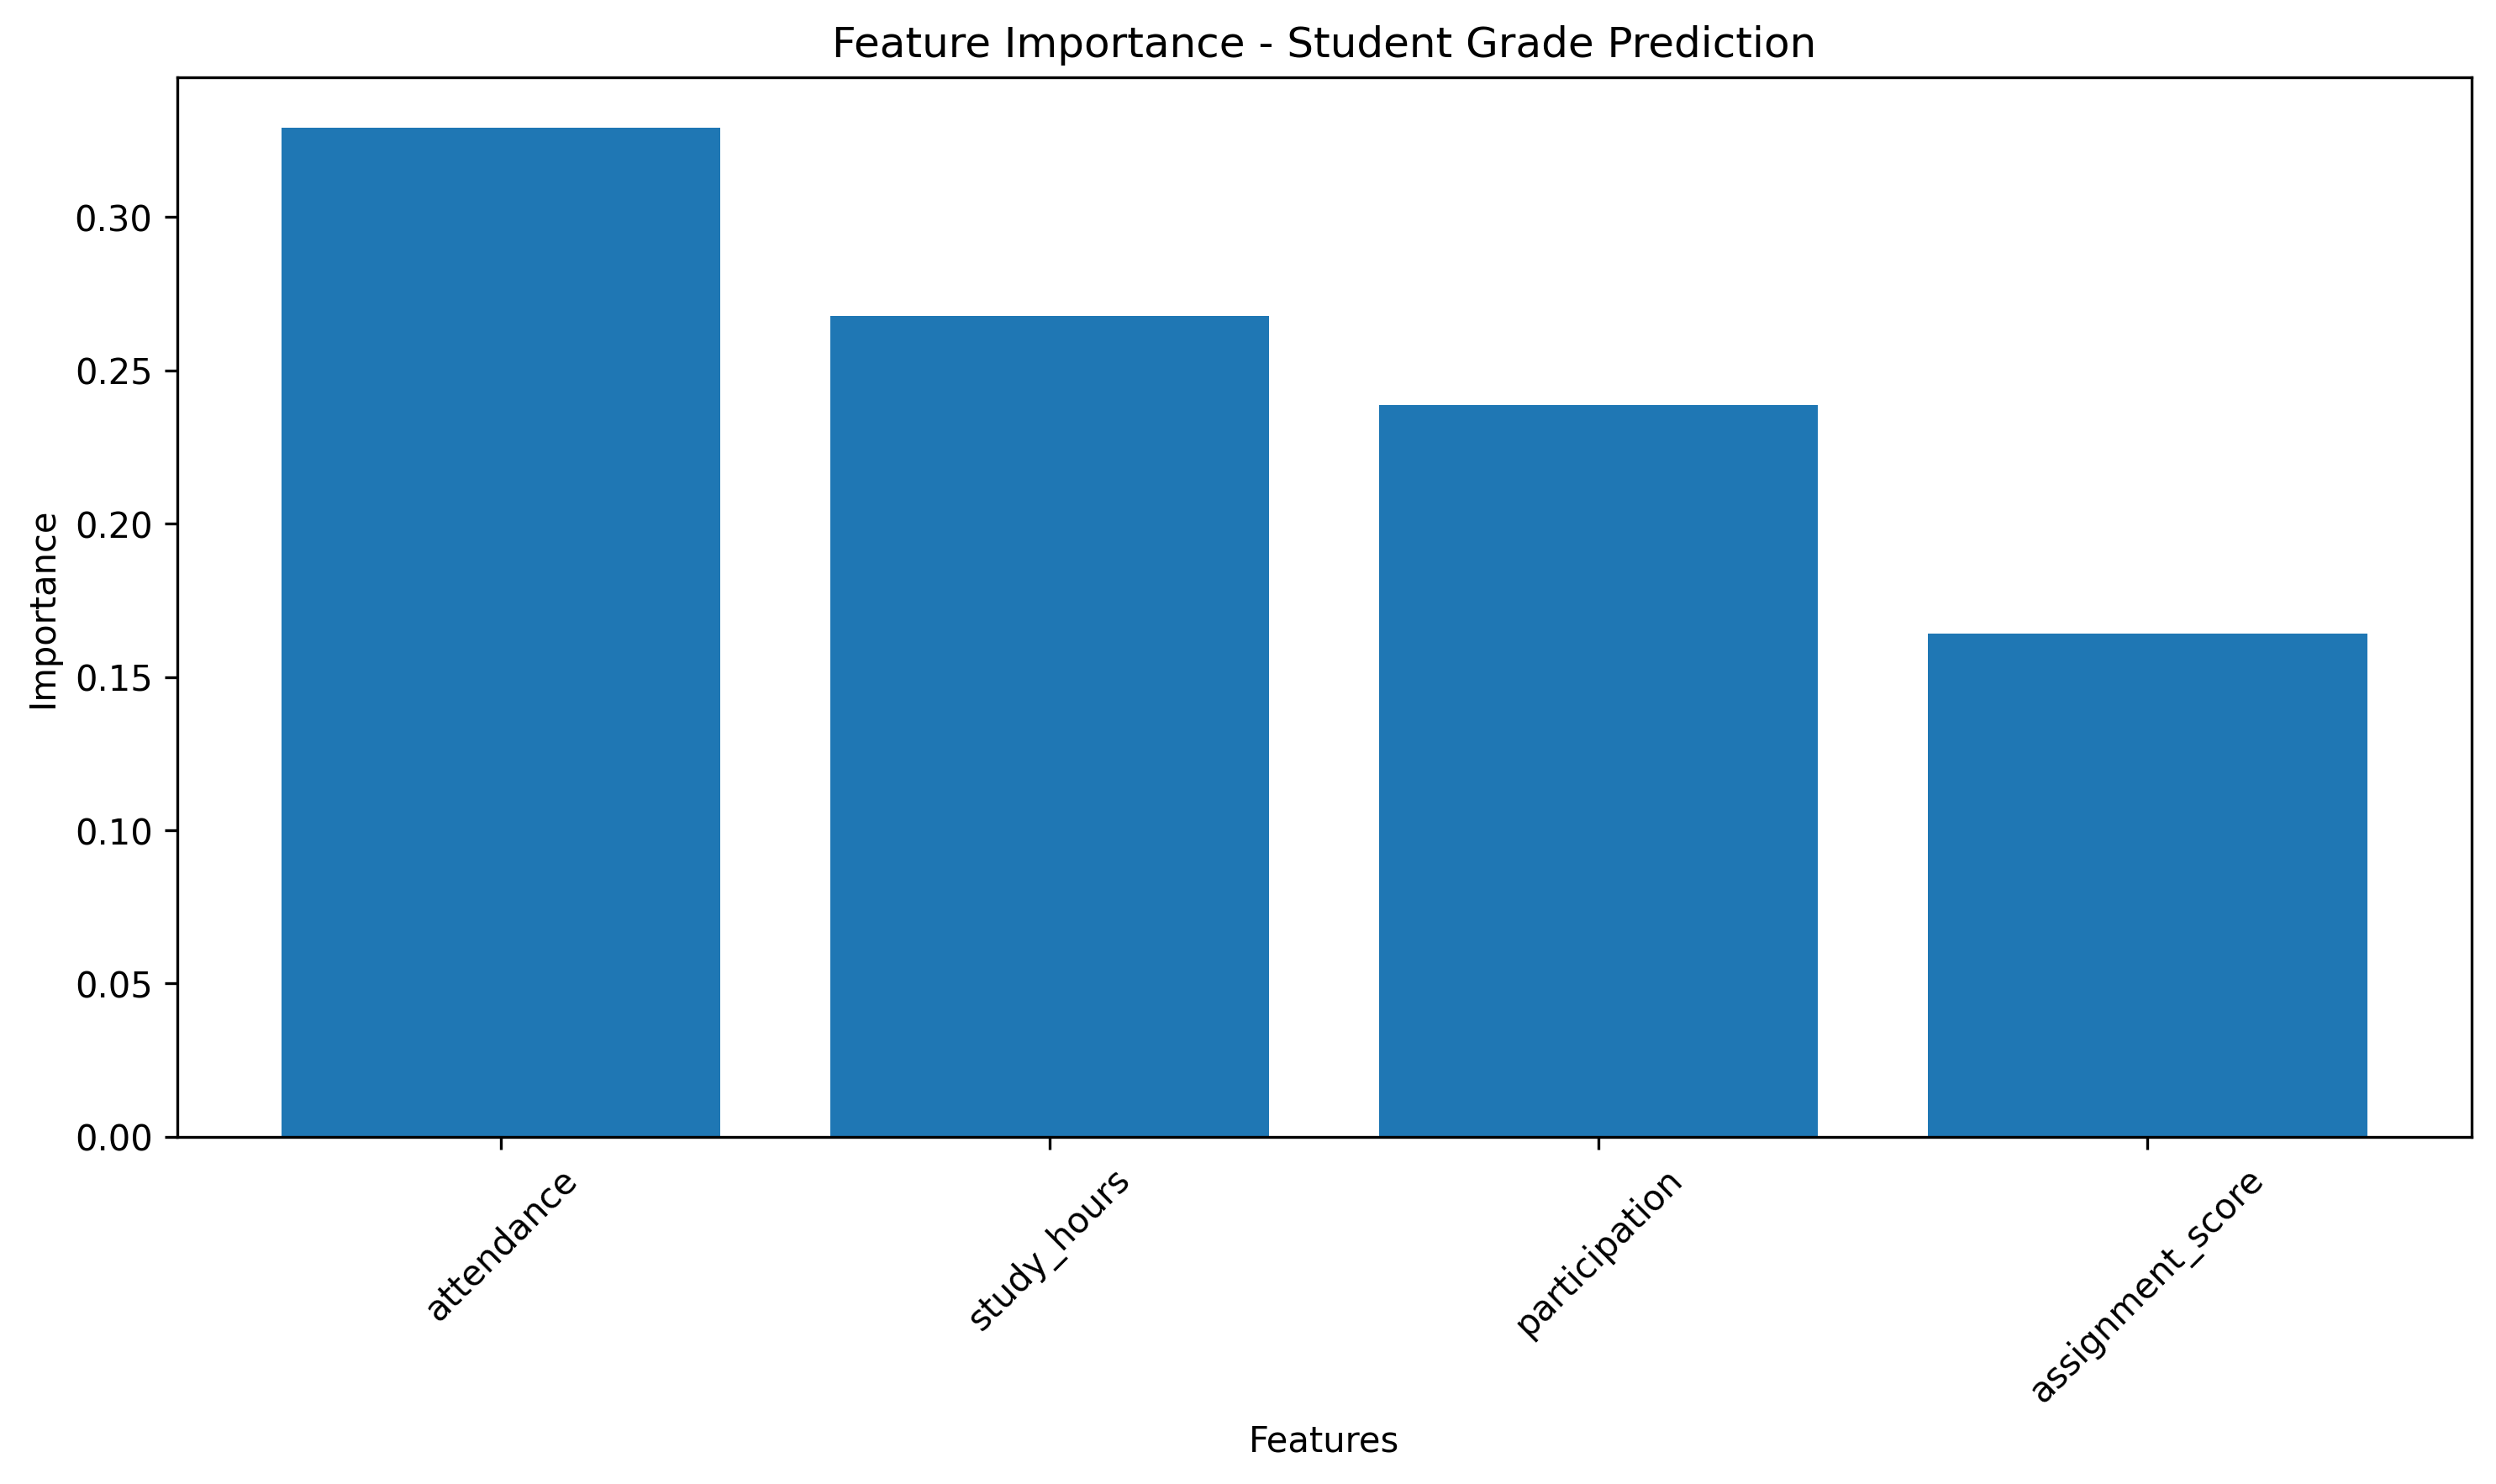 Feature Importance - Student Grade Prediction
Importance
0.30
0.25
0.20
0.15
0.10
0.05
0.00
attendance
study_hours
participation
assignment_score
Features